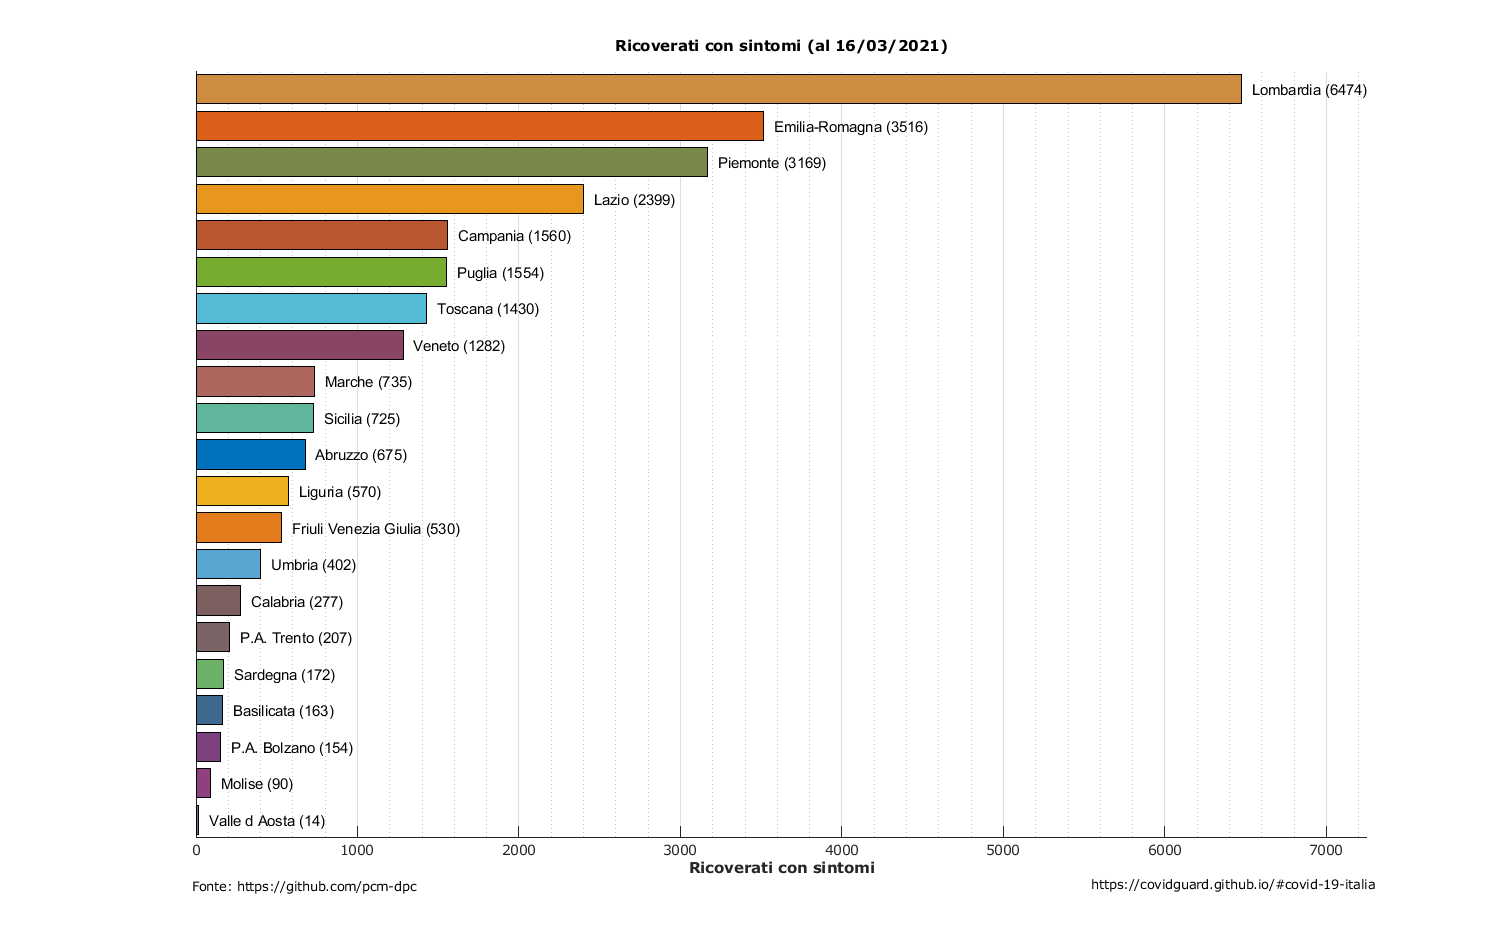 Ricoverati con sintomi (al 16/03/2021)
Lombardia (6474)
Emilia-Romagna (3516)
Piemonte (3169)
Lazio (2399)
Campania (1560)
Puglia (1554)
Toscana (1430)
Veneto (1282)
Marche (735)
Sicilia (725)
Abruzzo (675)
Liguria (570)
Friuli Venezia Giulia (530)
Umbria (402)
Calabria (277)
P.A. Trento (207)
Sardegna (172)
Basilicata (163)
P.A. Bolzano (154)
Molise (90)
Valle d Aosta (14)
0 1000 2000 3000 4000 5000 6000 7000
Ricoverati con sintomi
Fonte: https://github.com/pcm-dpc
https://covidguard.github.io/#covid-19-italia